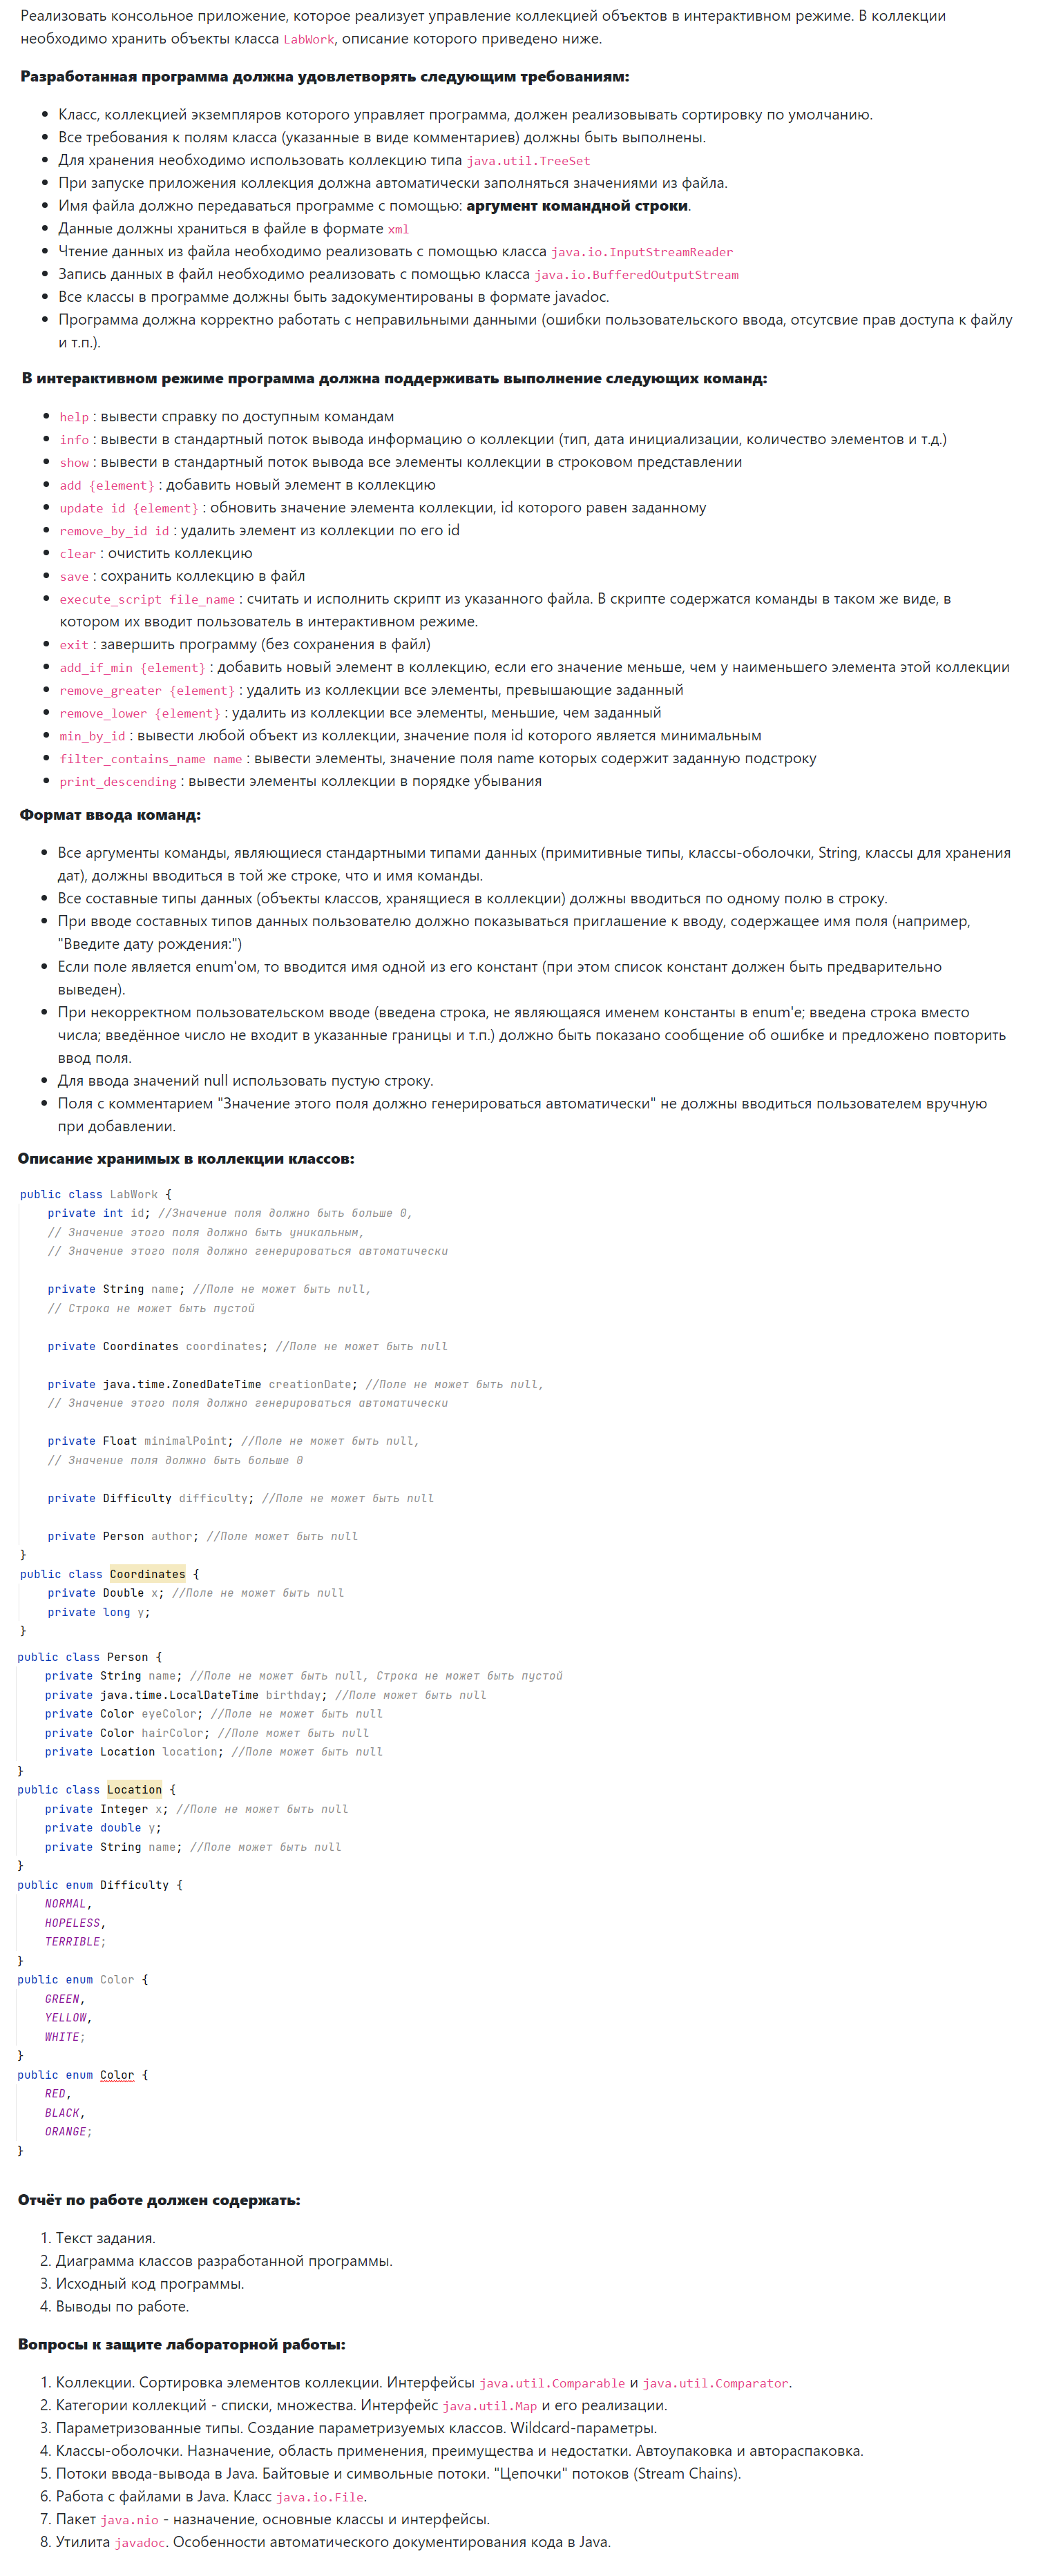 Реализовать консольное приложение, которое реализует управление коллекцией объектов в интерактивном режиме. В коллекции
необходимо хранить объекты класса LabWork, описание которого приведено ниже.
Разработанная программа должна удовлетворять следующим требованиям:
• Класс, коллекцией экземпляров которого управляет программа, должен реализовывать сортировку по умолчанию.
• Все требования к полям класса (указанные в виде комментариев) должны быть выполнены.
• Для хранения необходимо использовать коллекцию типа java.util.TreeSet
• При запуске приложения коллекция должна автоматически заполняться значениями из файла.
• Имя файла должно передаваться программе с помощью: аргумент командной строки.
• Данные должны храниться в файле в формате xml
• Чтение данных из файла необходимо реализовать с помощью класса java.io.InputStreamReader
• Запись данных в файл необходимо реализовать с помощью класса java.io.BufferedOutputStream
• Все классы в программе должны быть задокументированы в формате javadoc.
• Программа должна корректно работать с неправильными данными (ошибки пользовательского ввода, отсутсвие прав доступа к файлу
и т.п.).
В интерактивном режиме программа должна поддерживать выполнение следующих команд:
• help : вывести справку по доступным командам
• info : вывести в стандартный поток вывода информацию о коллекции (тип, дата инициализации, количество элементов и т.д.)
• show : вывести в стандартный поток вывода все элементы коллекции в строковом представлении
• add {element} : добавить новый элемент в коллекцию
• update id {element} : обновить значение элемента коллекции, id которого равен заданному
• remove_by_id id : удалить элемент из коллекции по его id
• clear : очистить коллекцию
• save : сохранить коллекцию в файл
• execute_script file_name : считать и исполнить скрипт из указанного файла. В скрипте содержатся команды в таком же виде, в
котором их вводит пользователь в интерактивном режиме.
• exit : завершить программу (без сохранения в файл)
• add_if_min {element} : добавить новый элемент в коллекцию, если его значение меньше, чем у наименьшего элемента этой коллекции
• remove_greater {element} : удалить из коллекции все элементы, превышающие заданный
• remove_lower {element} : удалить из коллекции все элементы, меньшие, чем заданный
• min_by_id : вывести любой объект из коллекции, значение поля id которого является минимальным
• filter_contains_name name : вывести элементы, значение поля name которых содержит заданную подстроку
• print_descending : вывести элементы коллекции в порядке убывания
Формат ввода команд:
• Все аргументы команды, являющиеся стандартными типами данных (примитивные типы, классы-оболочки, String, классы для хранения
дат), должны вводиться в той же строке, что и имя команды.
• Все составные типы данных (объекты классов, хранящиеся в коллекции) должны вводиться по одному полю в строку.
• При вводе составных типов данных пользователю должно показываться приглашение к вводу, содержащее имя поля (например,
"Введите дату рождения:")
• Если поле является enum'ом, то вводится имя одной из его констант (при этом список констант должен быть предварительно
выведен).
• При некорректном пользовательском вводе (введена строка, не являющаяся именем константы в enum'е; введена строка вместо
числа; введённое число не входит в указанные границы и т.п.) должно быть показано сообщение об ошибке и предложено повторить
ввод поля.
• Для ввода значений null использовать пустую строку.
• Поля с комментарием "Значение этого поля должно генерироваться автоматически" не должны вводиться пользователем вручную
при добавлении.
Описание хранимых в коллекции классов:
public class LabWork {
private int id; //Значение поля должно быть больше 0,
// Значение этого поля должно быть уникальным,
// Значение этого поля должно генерироваться автоматически
private String name; //Поле не может быть null,
// Строка не может быть пустой
private Coordinates coordinates; //Поле не может быть null
private java.time.ZonedDateTime creationDate; //Поле не может быть null,
// Значение этого поля должно генерироваться автоматически
private Float minimalPoint; //Поле не может быть null,
// Значение поля должно быть больше 0
private Difficulty difficulty; //Поле не может быть null
private Person author; //Поле может быть null
}
public class Coordinates {
private Double x; //Поле не может быть null
private long y;
}
public class Person {
private String name; //Поле не может быть null, Строка не может быть пустой
private java.time.LocalDateTime birthday; //Поле может быть null
private Color eyeColor; //Поле не может быть null
private Color hairColor; //Поле может быть null
private Location location; //Поле может быть null
}
public class Location {
private Integer x; //Поле не может быть null
private double y;
private String name; //Поле может быть null
}
public enum Difficulty {
NORMAL,
HOPELESS,
TERRIBLE;
}
public enum Color {
GREEN,
YELLOW,
WHITE;
}
public enum Color {
RED,
BLACK,
ORANGE;
}
Отчёт по работе должен содержать:
1. Текст задания.
2. Диаграмма классов разработанной программы.
3. Исходный код программы.
4. Выводы по работе.
Вопросы к защите лабораторной работы:
1. Коллекции. Сортировка элементов коллекции. Интерфейсы java.util.Comparable и java.util.Comparator.
2. Категории коллекций - списки, множества. Интерфейс java.util.Map и его реализации.
3. Параметризованные типы. Создание параметризуемых классов. Wildcard-параметры.
4. Классы-оболочки. Назначение, область применения, преимущества и недостатки. Автоупаковка и автораспаковка.
5. Потоки ввода-вывода в Java. Байтовые и символьные потоки. "Цепочки" потоков (Stream Chains).
6. Работа с файлами в Java. Класс java.io.File.
7. Пакет java.nio - назначение, основные классы и интерфейсы.
8. Утилита javadoc. Особенности автоматического документирования кода в Java.